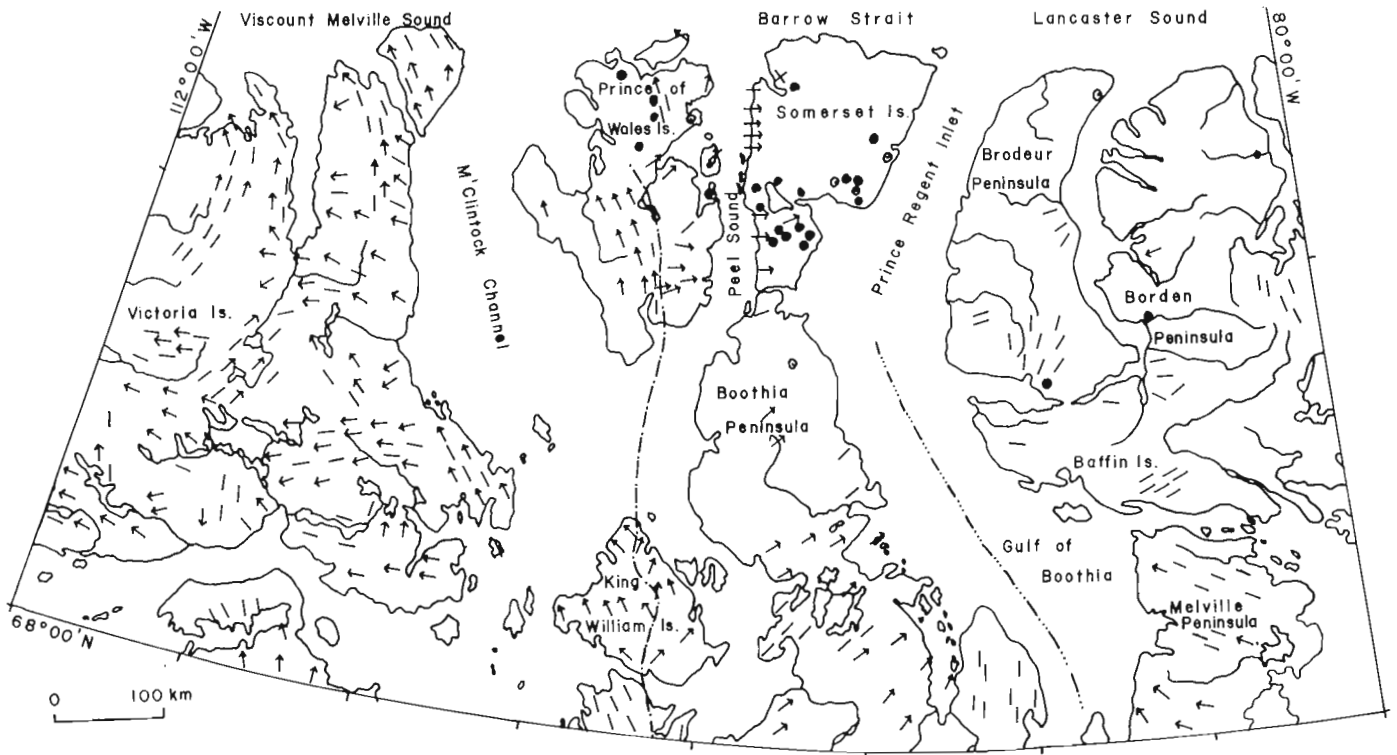 Viscount Melville Sound
Barrow Strait
Lancaster Sound
112°00'W
80°00'W
Prince of
Wales Is.
Somerset Is.
Prince Regent Inlet
Brodeur
Peninsula
M'Clintock Channel
Peel Sound
Victoria Is.
Borden
Peninsula
Boothia
Peninsula
Baffin Is.
Gulf of
Boothia
King
William Is.
Melville
Peninsula
68°00'N
0 100 km